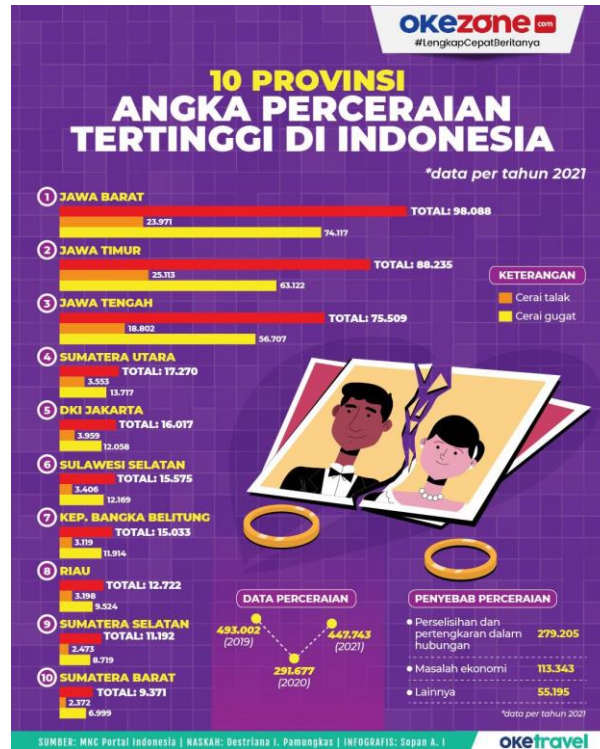 okezone com
#LengkapCepatBeritanya
10 PROVINSI
ANGKA PERCERAIAN
TERTINGGI DI INDONESIA
*data per tahun 2021
1 JAWA BARAT
TOTAL: 98.088
23.971
74.117
2 JAWA TIMUR
TOTAL: 88.235
25.113
63.122
3 JAWA TENGAH
TOTAL: 75.509
18.802
56.707
KETERANGAN
Cerai talak
Cerai gugat
4 SUMATERA UTARA
TOTAL: 17.270
3.553
13.717
5 DKI JAKARTA
TOTAL: 16.017
3.959
12.058
6 SULAWESI SELATAN
TOTAL: 15.575
3.406
12.169
7 KEP. BANGKA BELITUNG
TOTAL: 15.033
3.119
11.914
8 RIAU
TOTAL: 12.722
3.198
9.524
9 SUMATERA SELATAN
TOTAL: 11.192
2.473
8.719
10 SUMATERA BARAT
TOTAL: 9.371
2.372
6.999
DATA PERCERAIAN
493.002
(2019)
291.677
(2020)
447.743
(2021)
PENYEBAB PERCERAIAN
• Perselisihan dan
pertengkaran dalam
hubungan
279.205
• Masalah ekonomi 113.343
• Lainnya 55.195
*data per tahun 2021
SUMBER: MNC Portal Indonesia | NASKAH: Destriana I. Pamungkas | INFOGRAFIS: Sopan A. I
oketravel